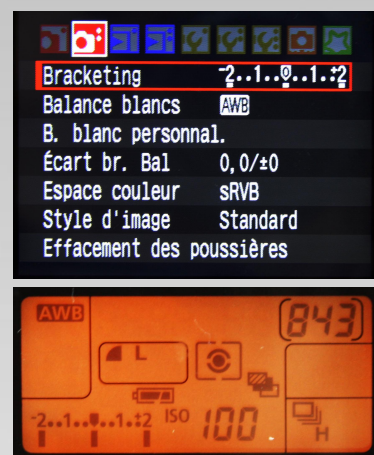 Bracketing -2..1..0..1..+2
Balance blancs AWB
B. blanc personnal.
Écart br. Bal 0,0/±0
Espace couleur sRVB
Style d'image Standard
Effacement des poussières
AWB [843]
L
-2..1..0..1..+2 ISO 100
H